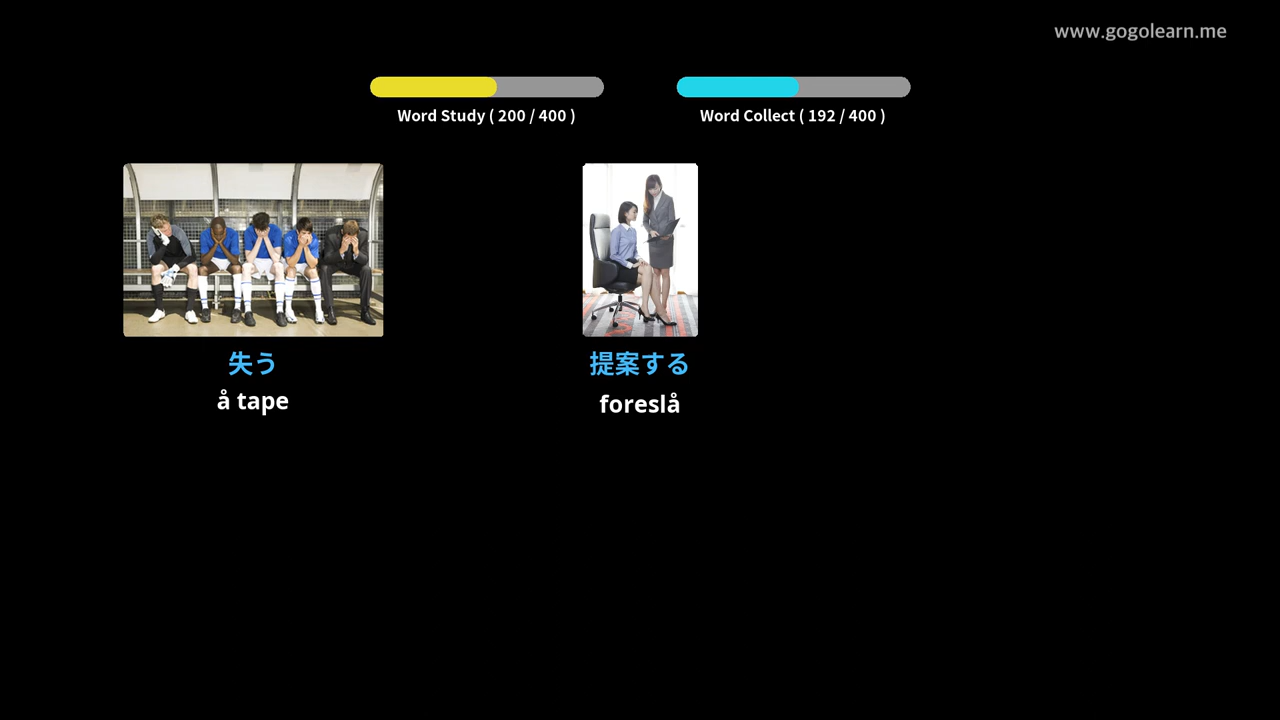 www.gogolearn.me
Word Study ( 200 / 400 )
Word Collect ( 192 / 400 )
失う
å tape
提案する
foreslå